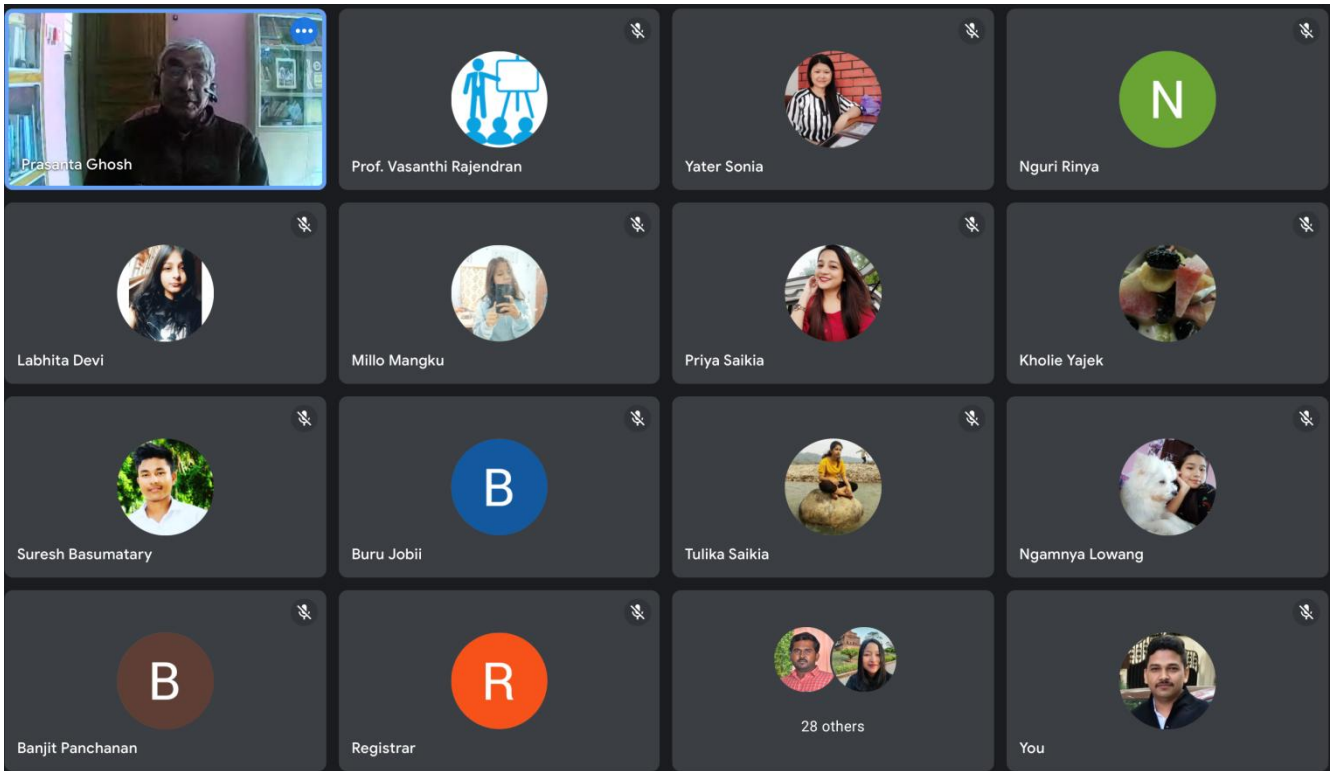 Prasanta Ghosh
Prof. Vasanthi Rajendran
Yater Sonia
N
Nguri Rinya
Labhita Devi
Millo Mangku
Priya Saikia
Kholie Yajek
Suresh Basumatary
B
Buru Jobii
Tulika Saikia
Ngamnya Lowang
B
Banjit Panchanan
R
Registrar
28 others
You